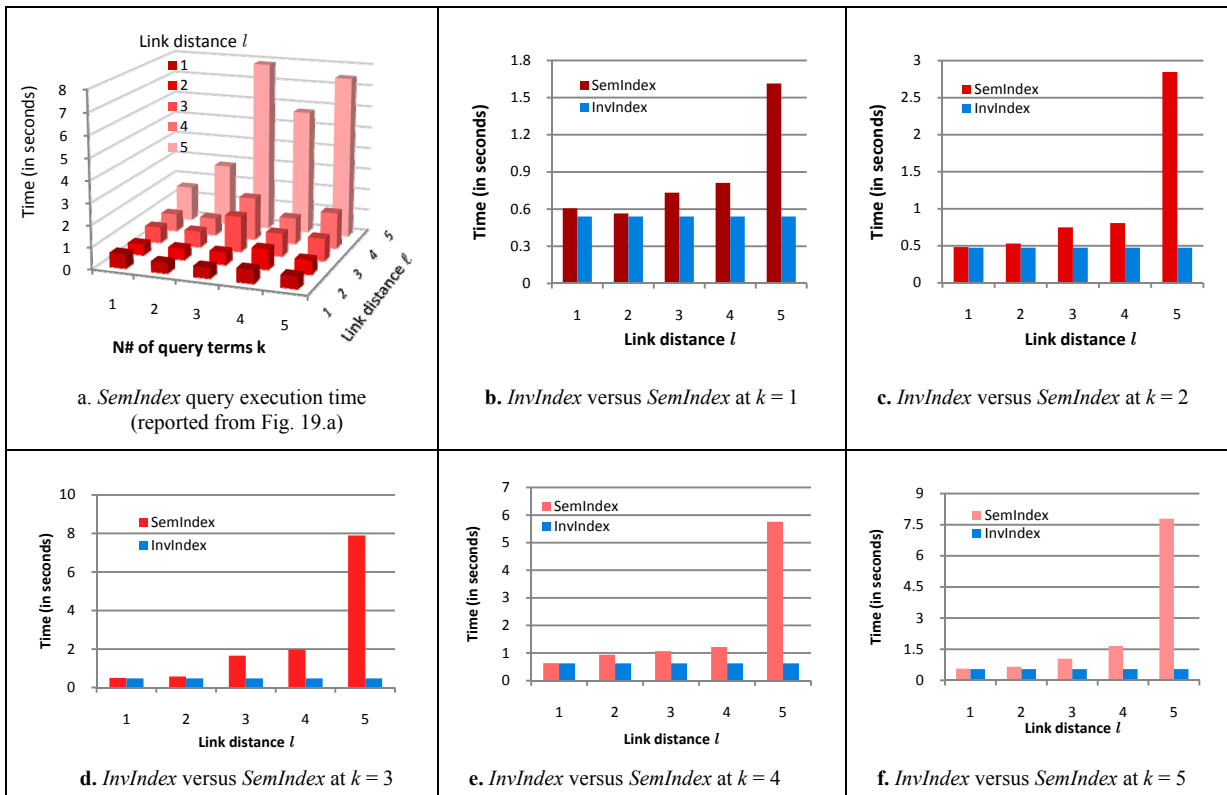 Link distance l
1
2
3
4
5
8
7
6
5
4
3
2
1
0
Time (in seconds)
1 2 3 4 5
N# of query terms k
1 2 3 4 5
Link distance ℓ
a. SemIndex query execution time
(reported from Fig. 19.a)
1.8
1.5
1.2
0.9
0.6
0.3
0
Time (in seconds)
SemIndex
InvIndex
1 2 3 4 5
Link distance l
b. InvIndex versus SemIndex at k = 1
3
2.5
2
1.5
1
0.5
0
Time (in seconds)
SemIndex
InvIndex
1 2 3 4 5
Link distance l
c. InvIndex versus SemIndex at k = 2
10
8
6
4
2
0
Time (in seconds)
SemIndex
InvIndex
1 2 3 4 5
Link distance l
d. InvIndex versus SemIndex at k = 3
7
6
5
4
3
2
1
0
Time (in seconds)
SemIndex
InvIndex
1 2 3 4 5
Link distance l
e. InvIndex versus SemIndex at k = 4
9
7.5
6
4.5
3
1.5
0
Time (in seconds)
SemIndex
InvIndex
1 2 3 4 5
Link distance l
f. InvIndex versus SemIndex at k = 5